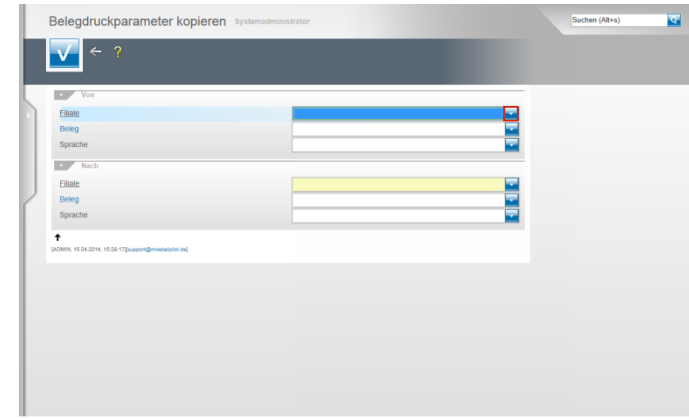 Belegdruckparameter kopieren Systemadministrator
Suchen (Alt+s)
?
Von
Filiale
Beleg
Sprache
Nach
Filiale
Beleg
Sprache
[ADMIN, 15.04.2014, 15:29:17][support@moebelpilot.de]